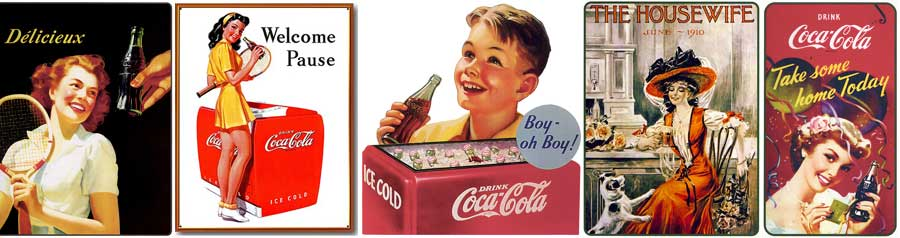 Délicieux
Welcome
Pause
DRINK
Coca-Cola
ICE COLD
Boy-
oh Boy!
ICE COLD
DRINK
Coca-Cola
THE HOUSEWIFE
JUNE ~ 1910
DRINK
Coca-Cola
Take some
home Today